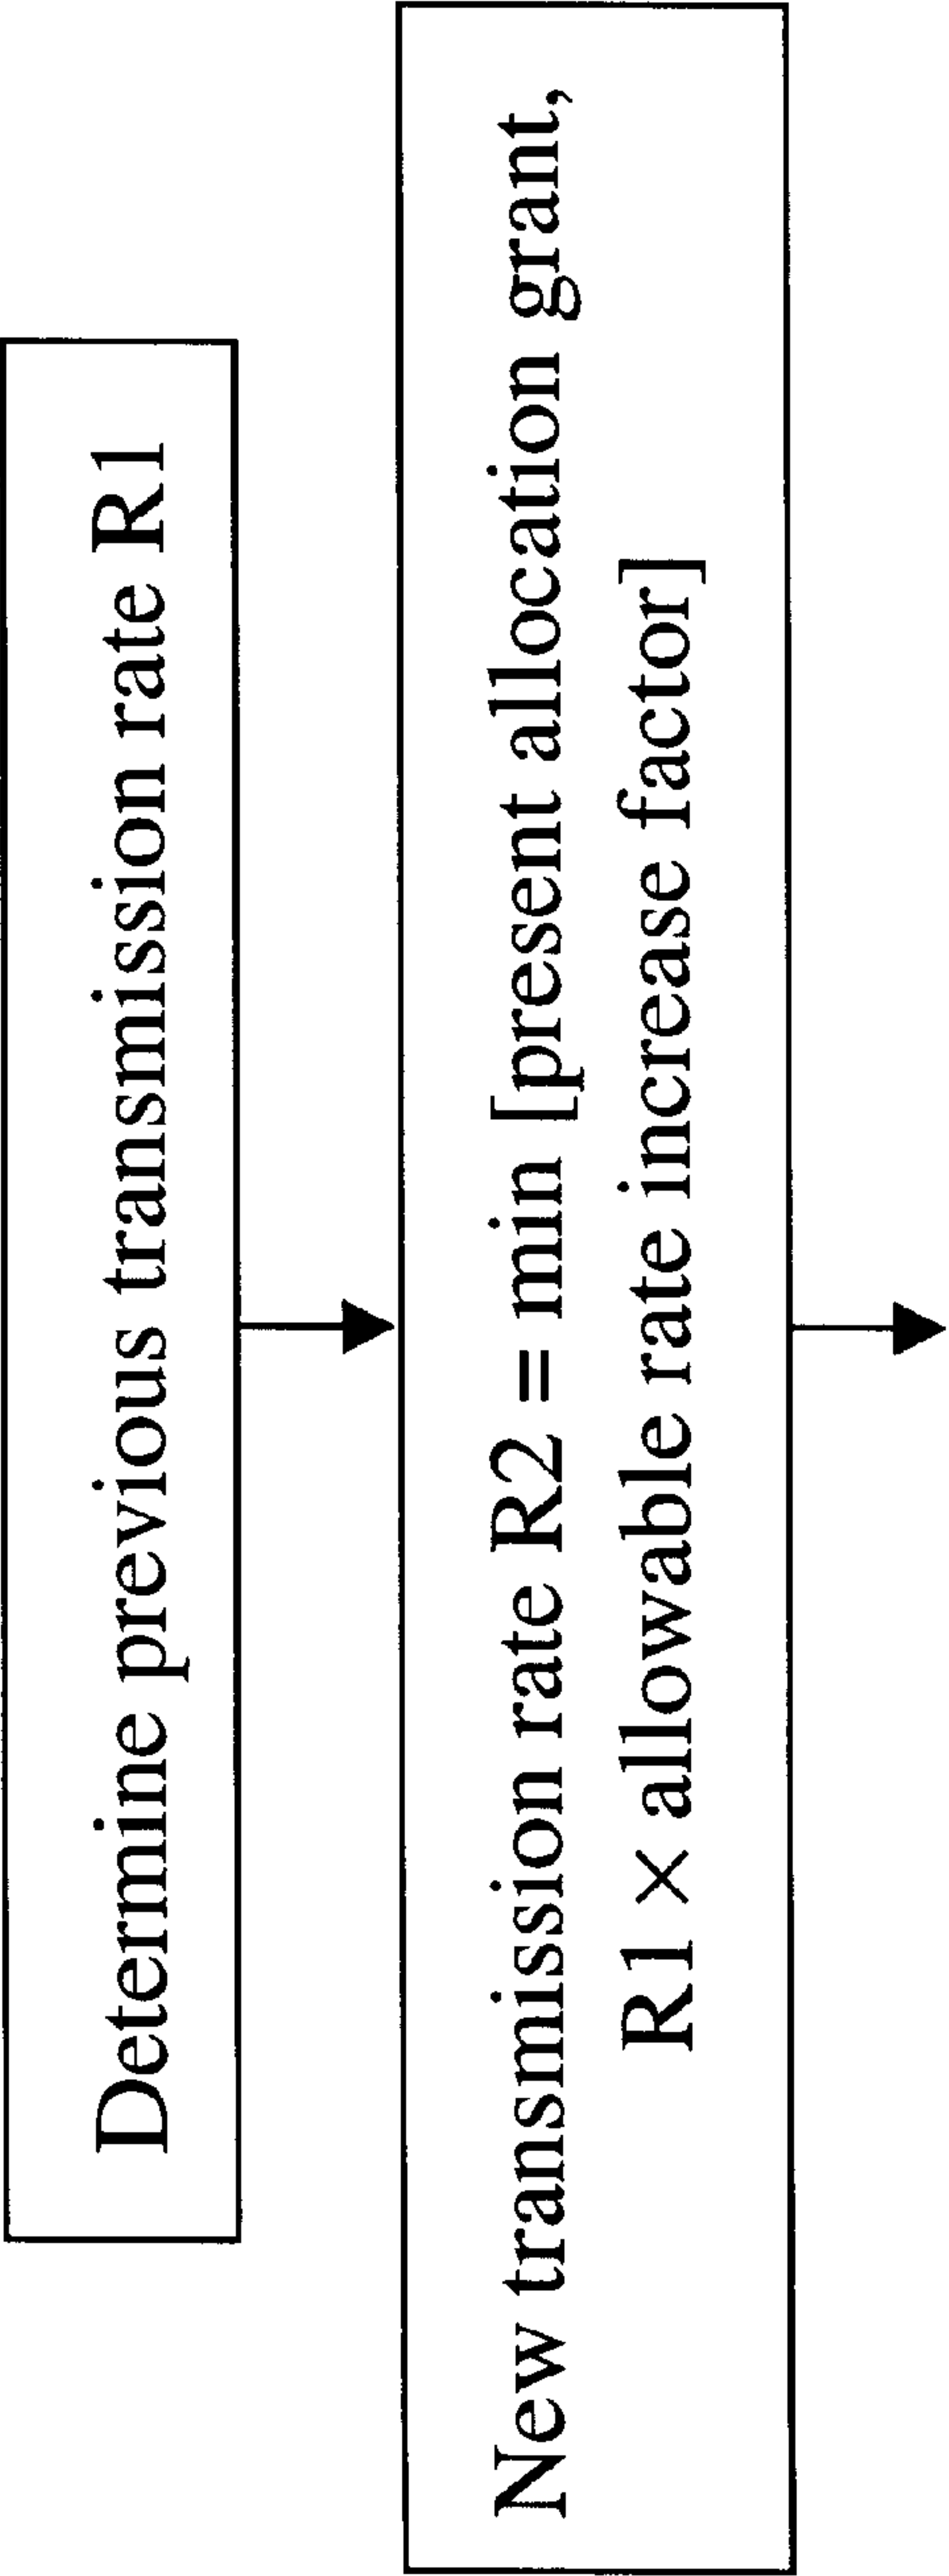 Determine previous transmission rate R1
New transmission rate R2 = min [present allocation grant,
R1 × allowable rate increase factor]